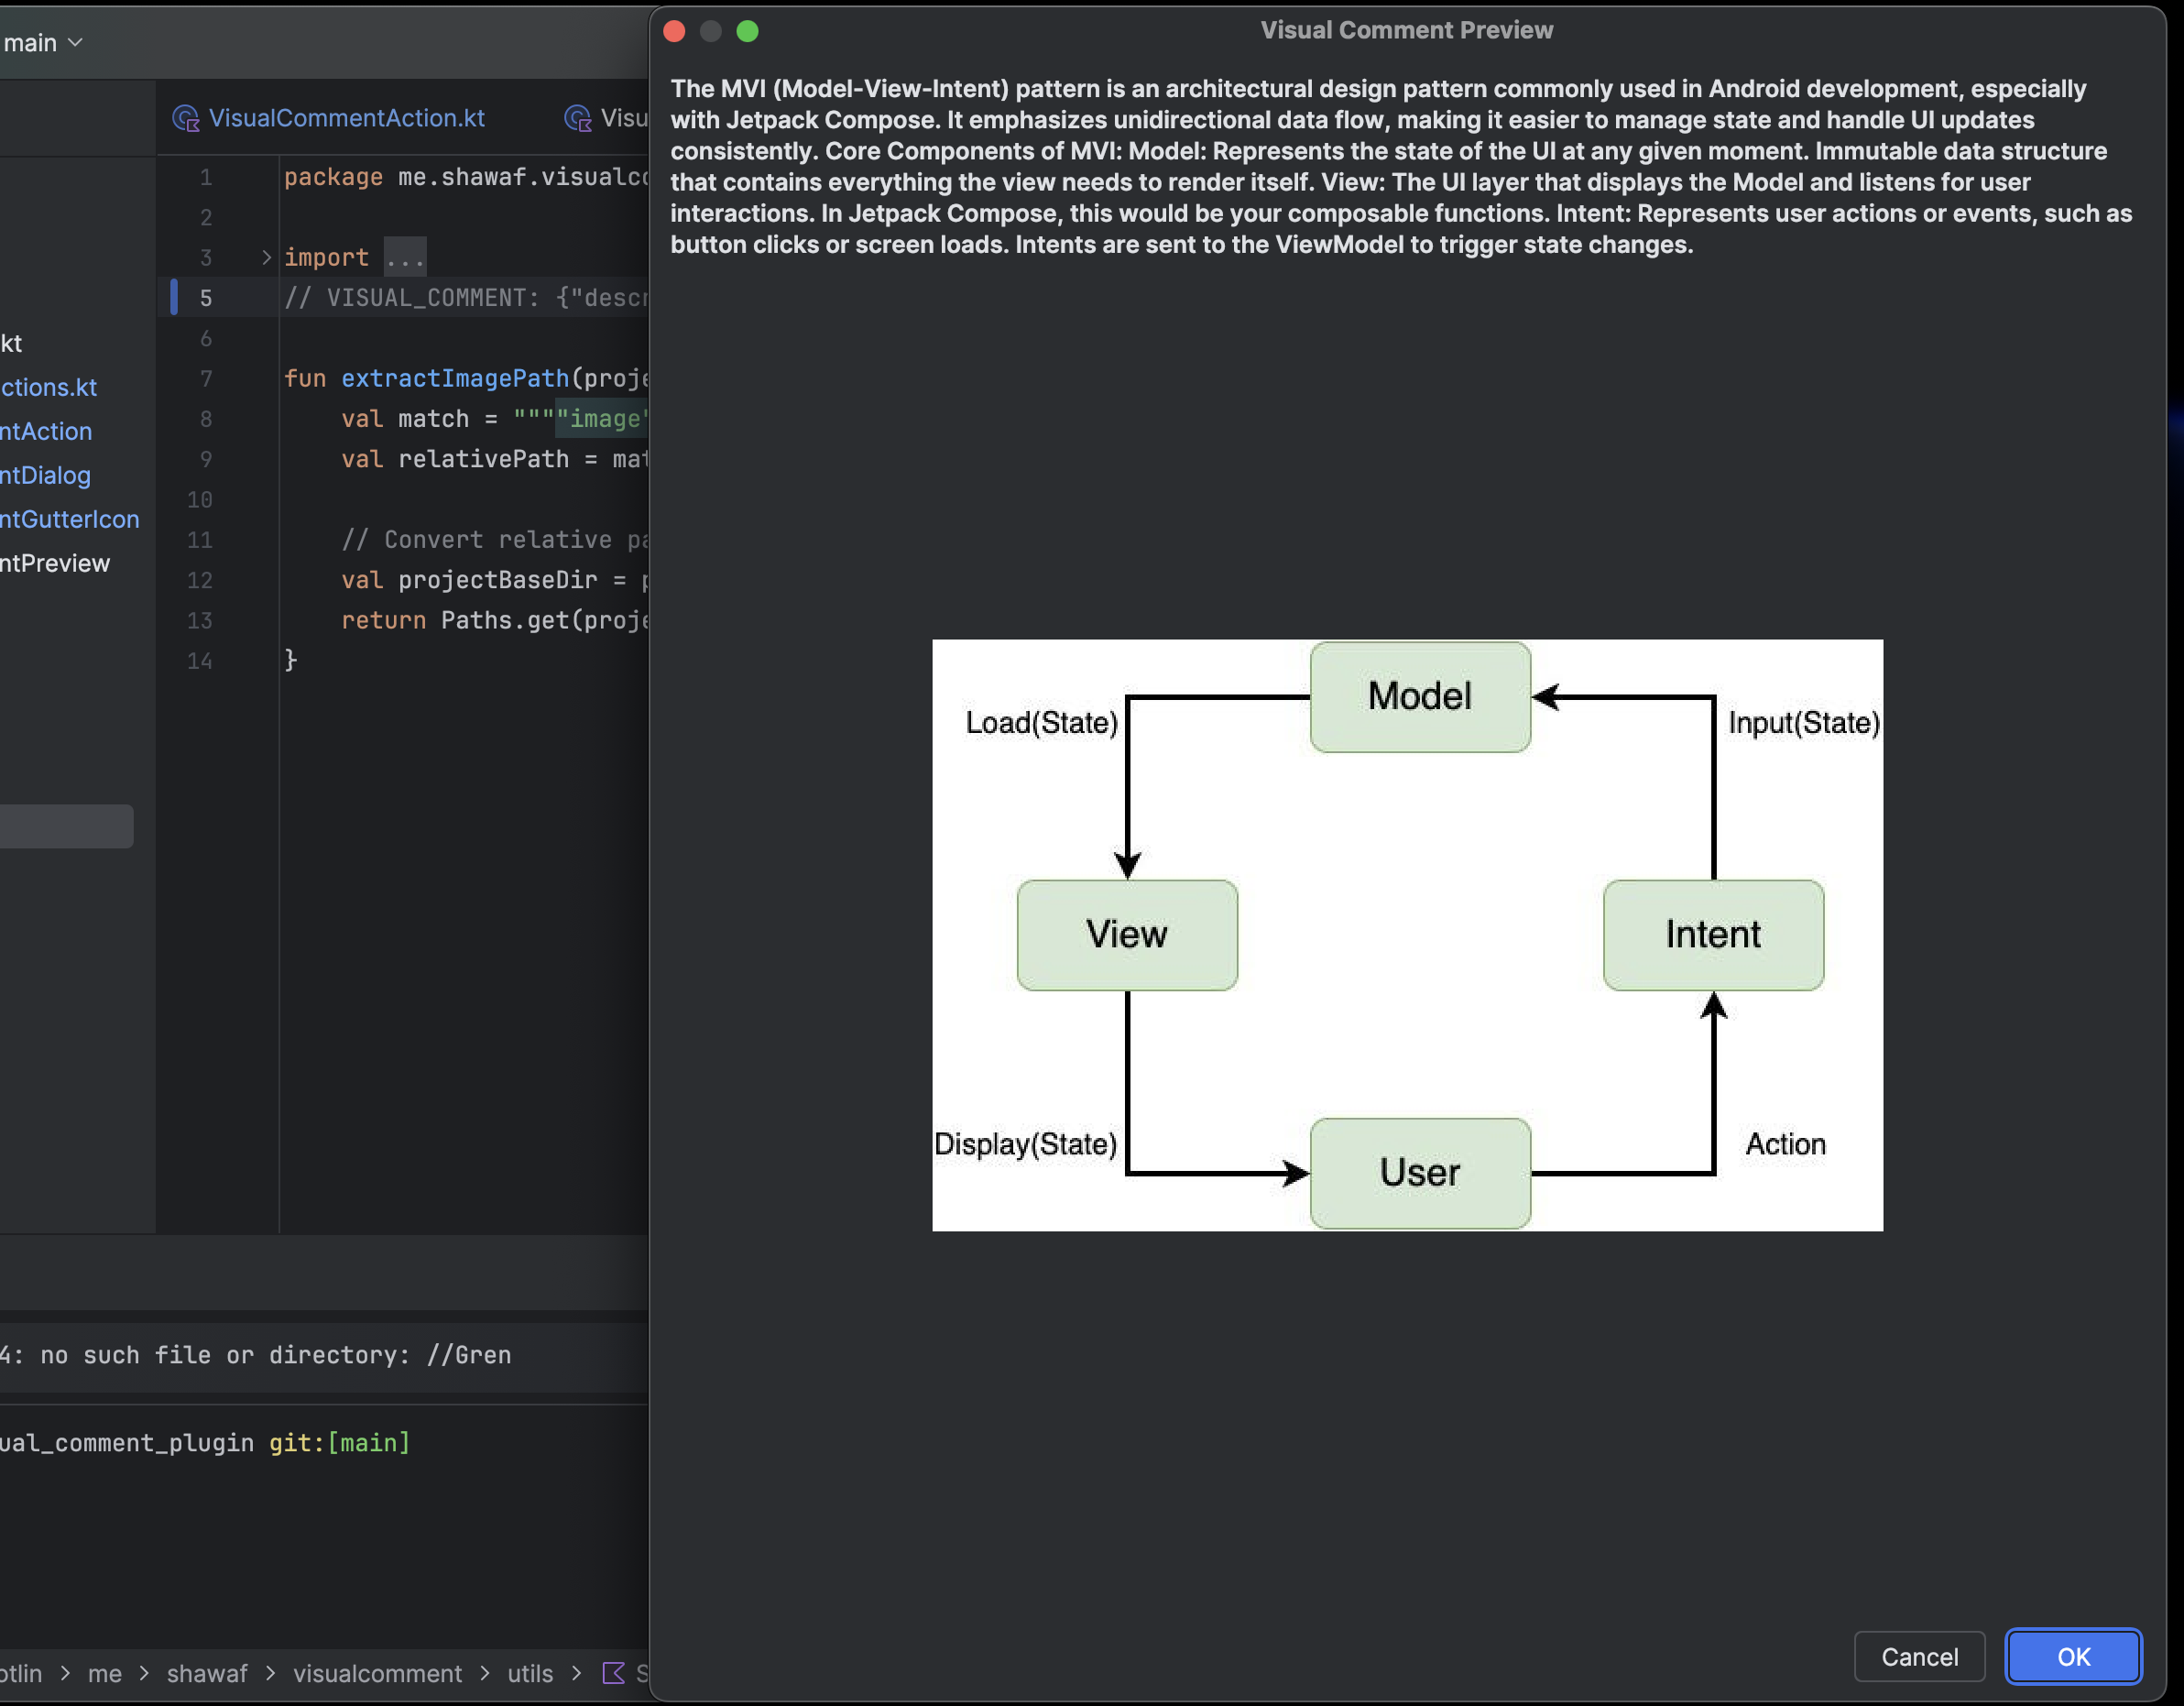 main
VisualCommentAction.kt
Visu
kt
ctions.kt
ntAction
ntDialog
ntGutterIcon
ntPreview
1 package me.shawaf.visualco
2
3 import ...
5 // VISUAL_COMMENT: {"descr
6
7 fun extractImagePath(proje
8 val match = """"image"
9 val relativePath = mat
10
11 // Convert relative pa
12 val projectBaseDir = p
13 return Paths.get(proje
14 }
4: no such file or directory: //Gren
ual_comment_plugin git:[main]
otlin > me > shawaf > visualcomment > utils > S
Visual Comment Preview
The MVI (Model-View-Intent) pattern is an architectural design pattern commonly used in Android development, especially
with Jetpack Compose. It emphasizes unidirectional data flow, making it easier to manage state and handle UI updates
consistently. Core Components of MVI: Model: Represents the state of the UI at any given moment. Immutable data structure
that contains everything the view needs to render itself. View: The UI layer that displays the Model and listens for user
interactions. In Jetpack Compose, this would be your composable functions. Intent: Represents user actions or events, such as
button clicks or screen loads. Intents are sent to the ViewModel to trigger state changes.
Model
Load(State)
Input(State)
View
Intent
Display(State)
Action
User
Cancel
OK